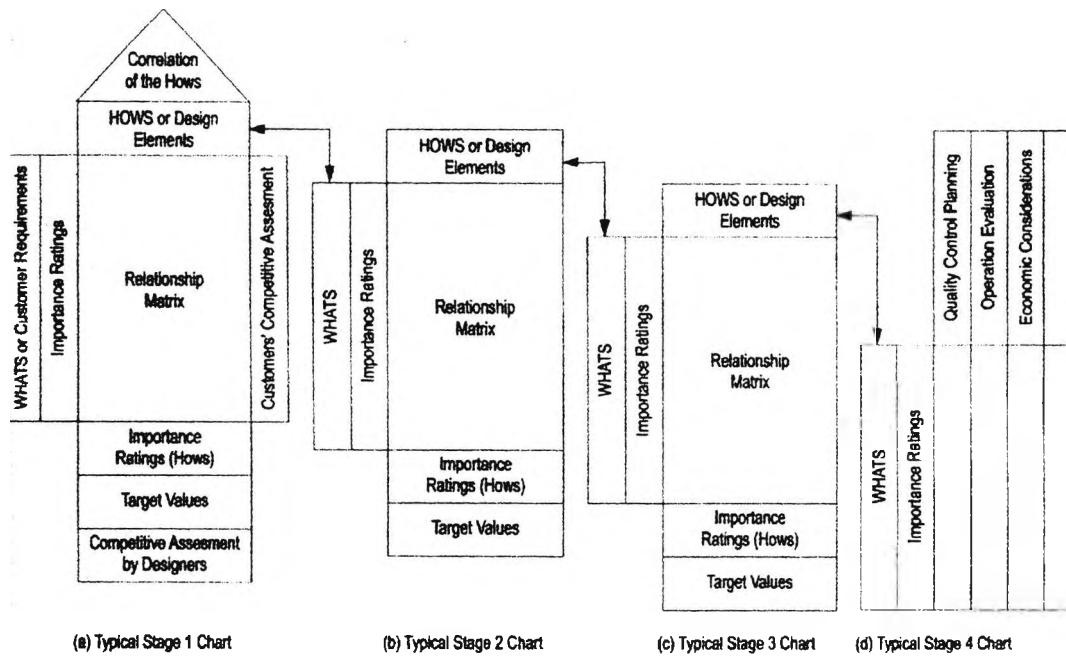 Correlation
of the Hows
HOWS or Design
Elements
WHATS or Customer Requirements
Importance Ratings
Relationship
Matrix
Customers' Competitive Assesment
Importance
Ratings (Hows)
Target Values
Competitive Assesment
by Designers
(a) Typical Stage 1 Chart
HOWS or Design
Elements
WHATS
Importance Ratings
Relationship
Matrix
Importance
Ratings (Hows)
Target Values
(b) Typical Stage 2 Chart
HOWS or Design
Elements
WHATS
Importance Ratings
Relationship
Matrix
Importance
Ratings (Hows)
Target Values
(c) Typical Stage 3 Chart
Quality Control Planning
Operation Evaluation
Economic Considerations
WHATS
Importance Ratings
(d) Typical Stage 4 Chart